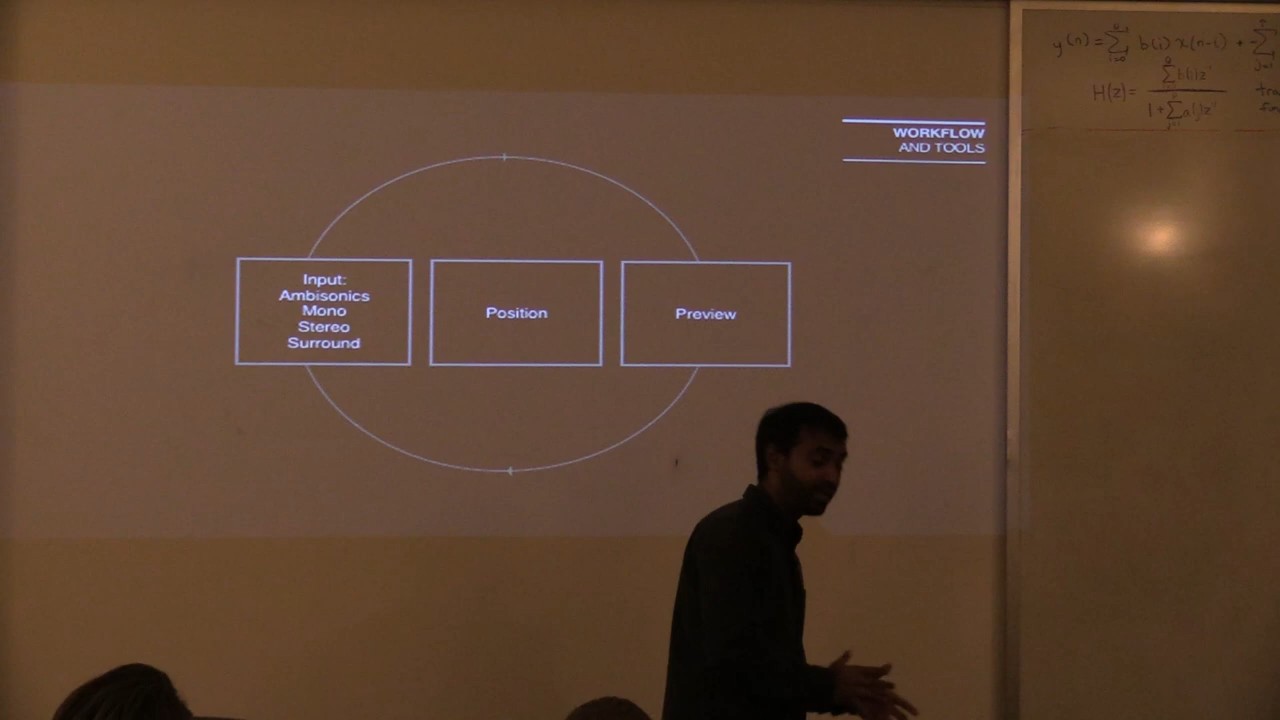 WORKFLOW
AND TOOLS
Input:
Ambisonics
Mono
Stereo
Surround
Position
Preview
y(n) = ∑ b(i) x(n-i) + - ∑
H(z) =